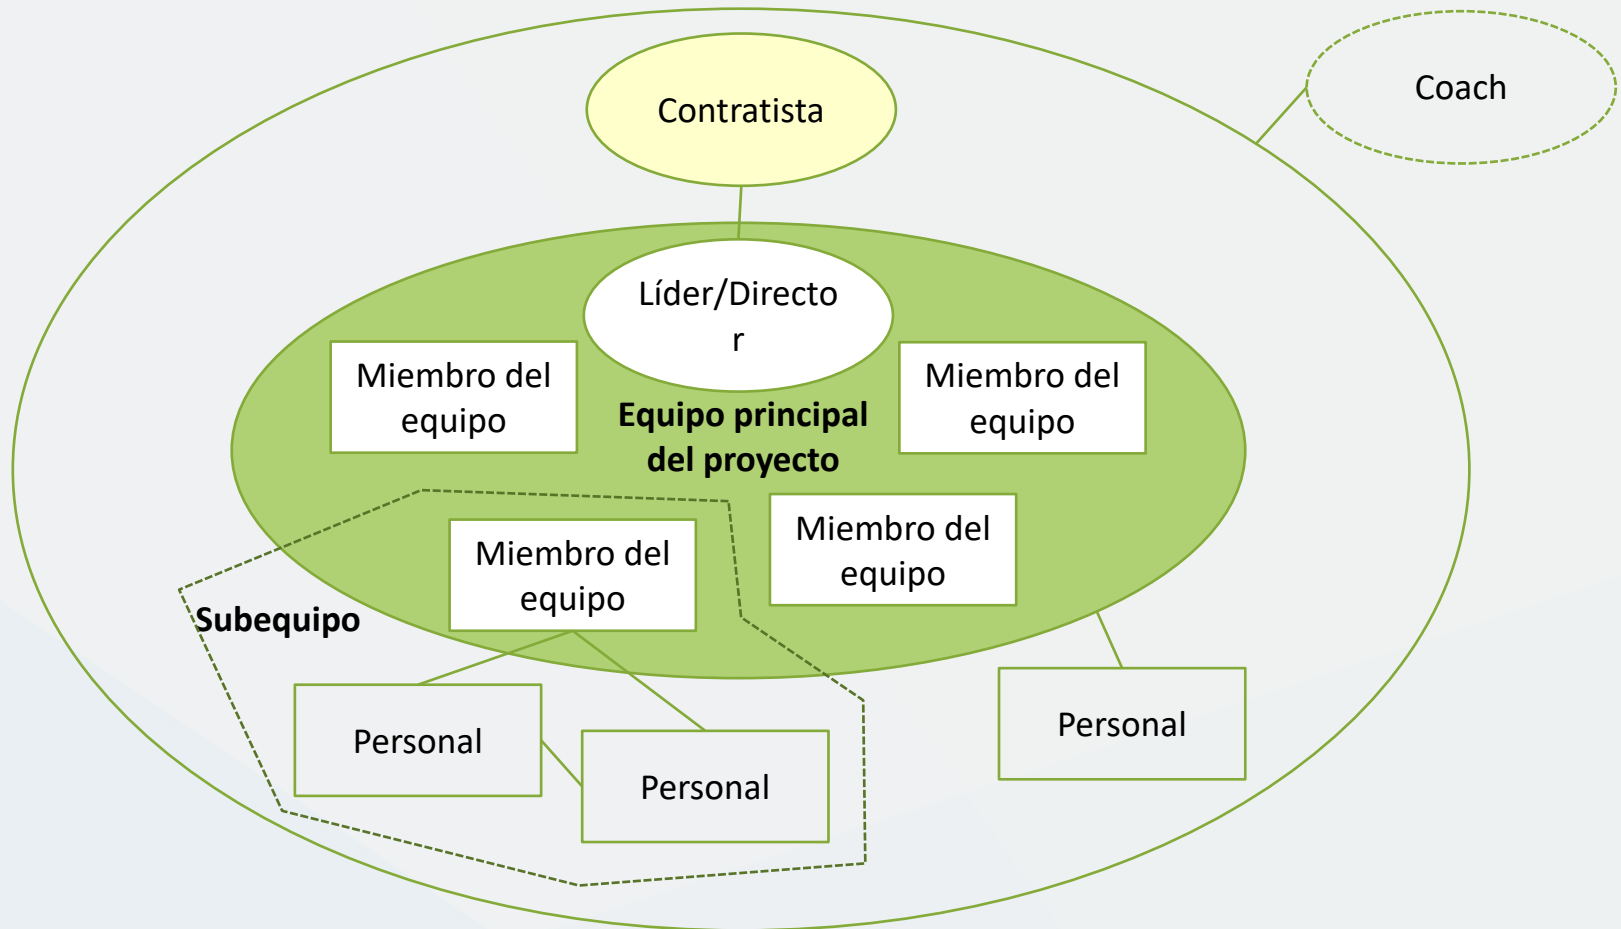 Coach
Contratista
Líder/Directo
r
Miembro del
equipo
Miembro del
equipo
Equipo principal
del proyecto
Miembro del
equipo
Miembro del
equipo
Subequipo
Personal
Personal
Personal